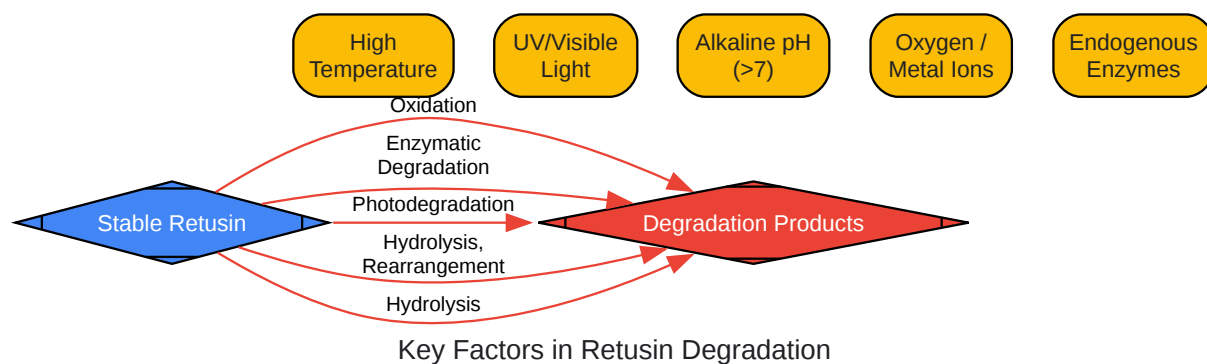 High
Temperature
UV/Visible
Light
Alkaline pH
(>7)
Oxygen /
Metal Ions
Endogenous
Enzymes
Oxidation
Enzymatic
Degradation
Photodegradation
Stable Retusin
Degradation Products
Hydrolysis,
Rearrangement
Hydrolysis
Key Factors in Retusin Degradation